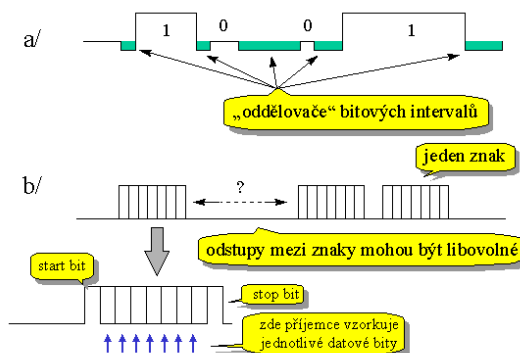 a/
1 0 0 1
„oddělovače“ bitových intervalů
jeden znak
b/
?
odstupy mezi znaky mohou být libovolné
start bit
stop bit
zde příjemce vzorkuje
jednotlivé datové bity